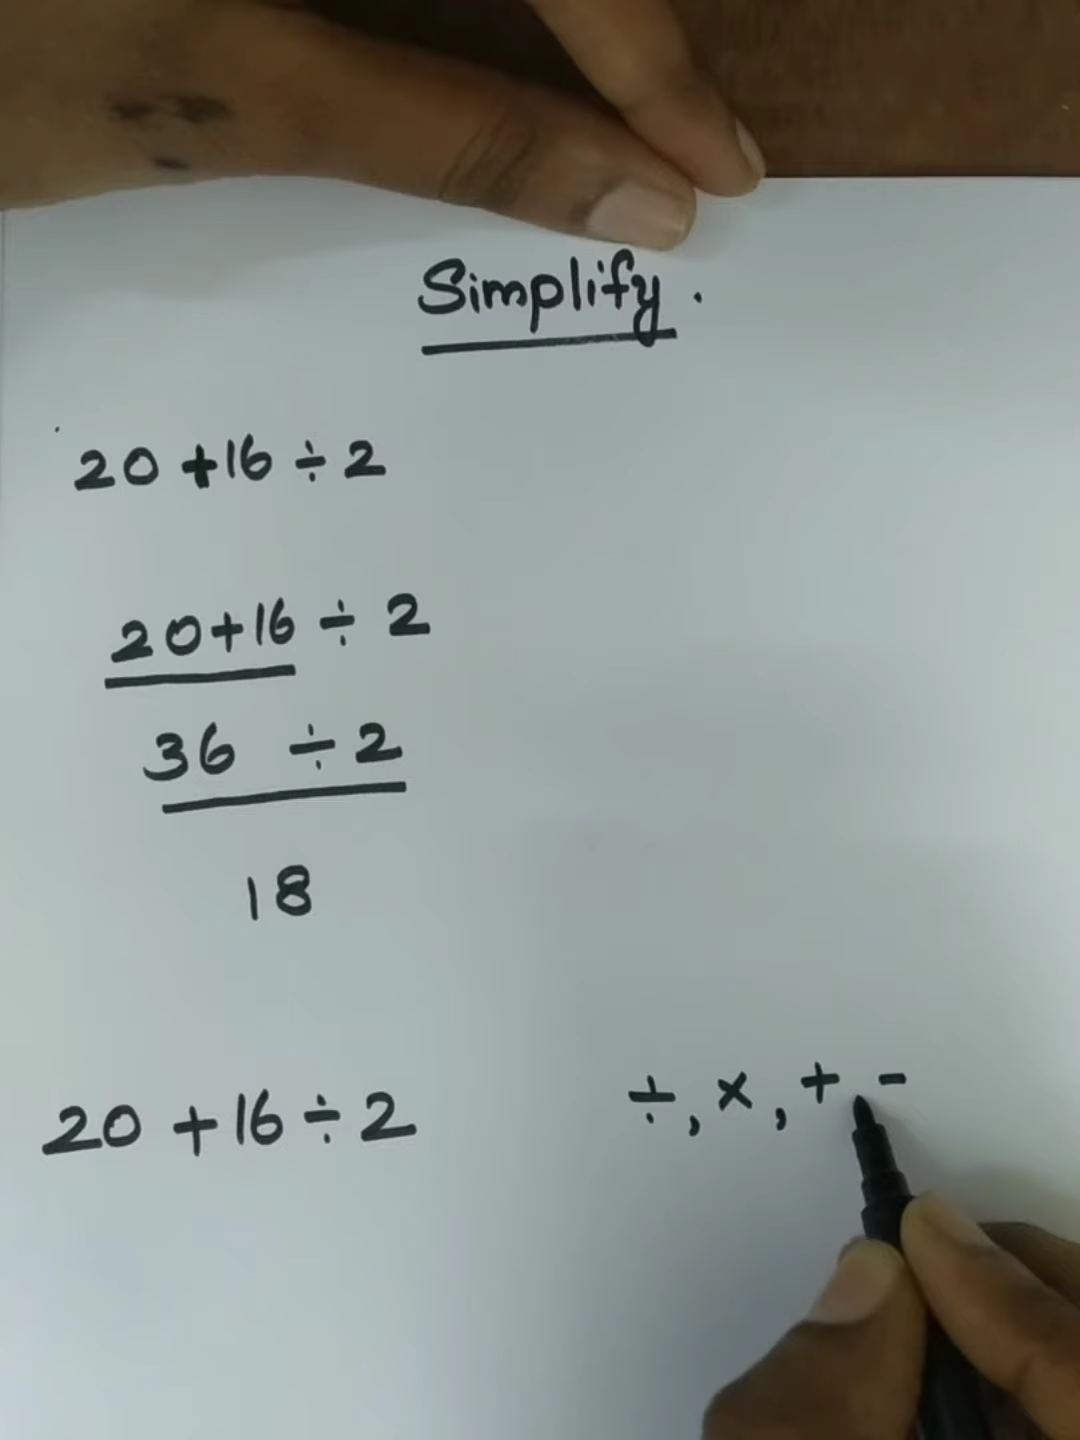 Simplify.
20 + 16 ÷ 2
20 + 16 ÷ 2
36 ÷ 2
18
20 + 16 ÷ 2
÷, ×, + -